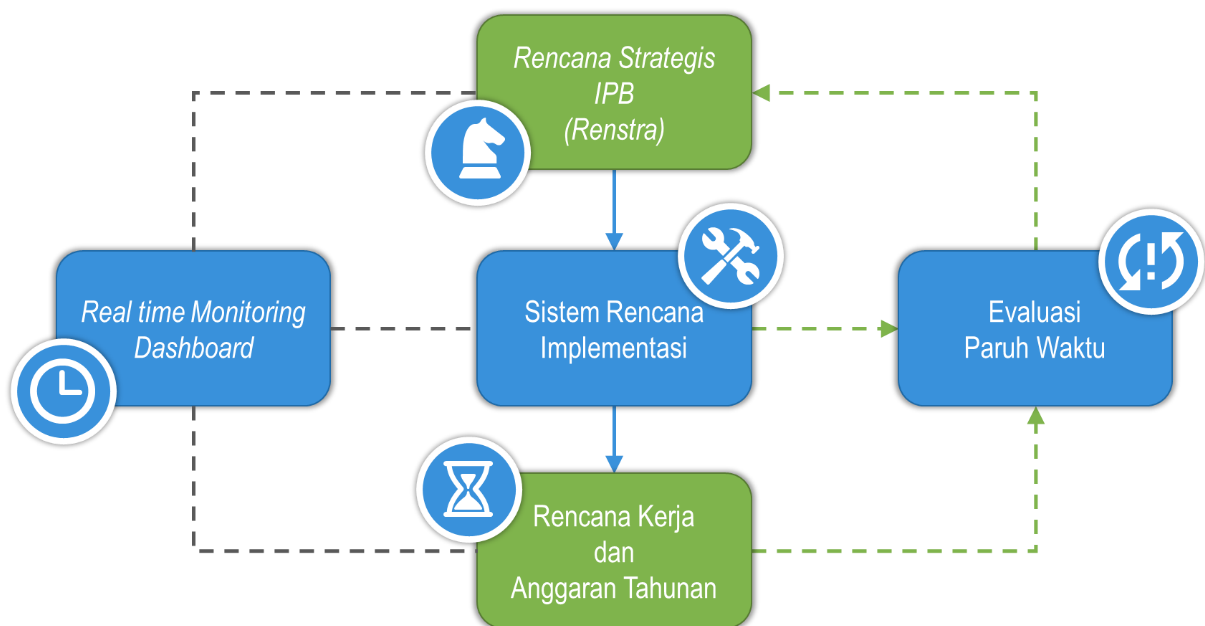 Rencana Strategis
IPB
(Renstra)
Real time Monitoring
Dashboard
Sistem Rencana
Implementasi
Evaluasi
Paruh Waktu
Rencana Kerja
dan
Anggaran Tahunan